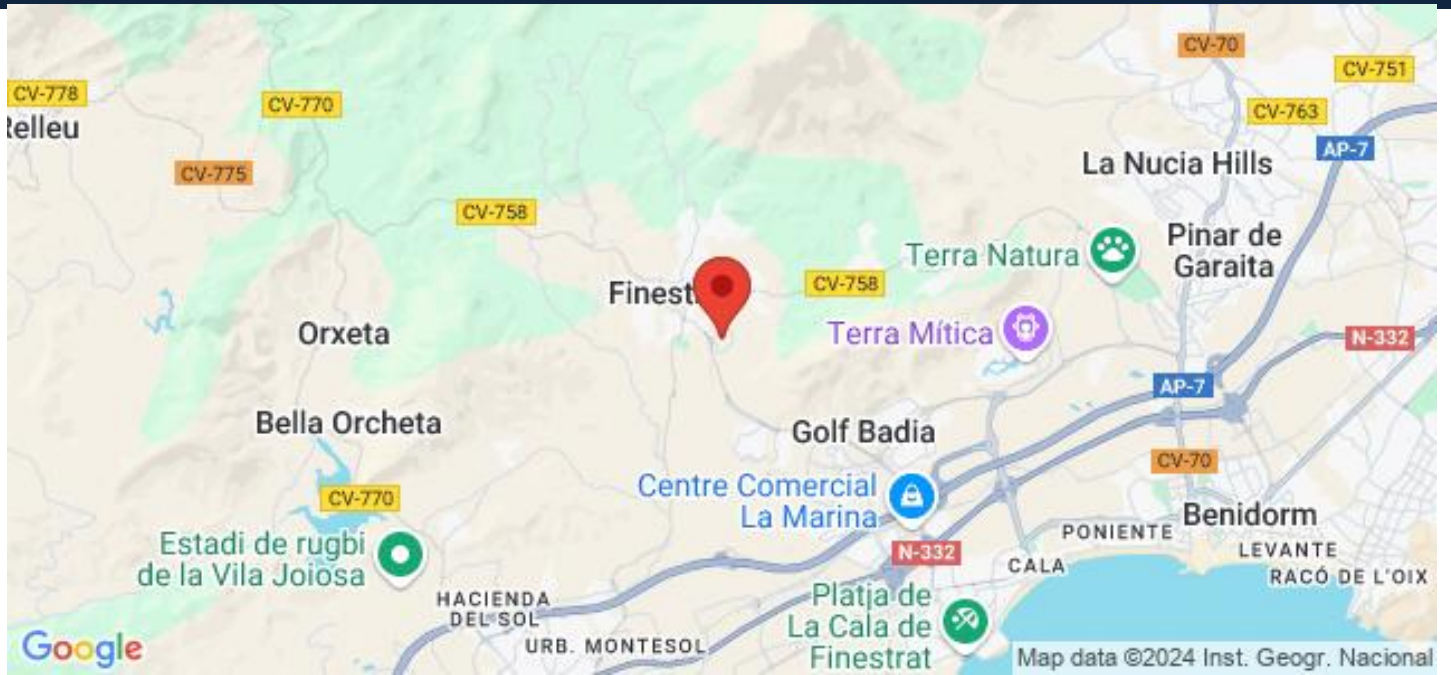 CV-70
CV-751
CV-778
CV-770
CV-763
Relleu
AP-7
La Nucia Hills
CV-775
CV-758
Pinar de
Garaita
Terra Natura
CV-758
Finest
Orxeta
Terra Mítica
N-332
AP-7
Bella Orcheta
Golf Badia
CV-70
Centre Comercial
La Marina
CV-770
Benidorm
PONIENTE
Estadi de rugbi
de la Vila Joiosa
N-332
LEVANTE
CALA
RACÓ DE L'OIX
HACIENDA
DEL SOL
Platja de
La Cala de
Finestrat
URB. MONTESOL
Google
Map data ©2024 Inst. Geogr. Nacional